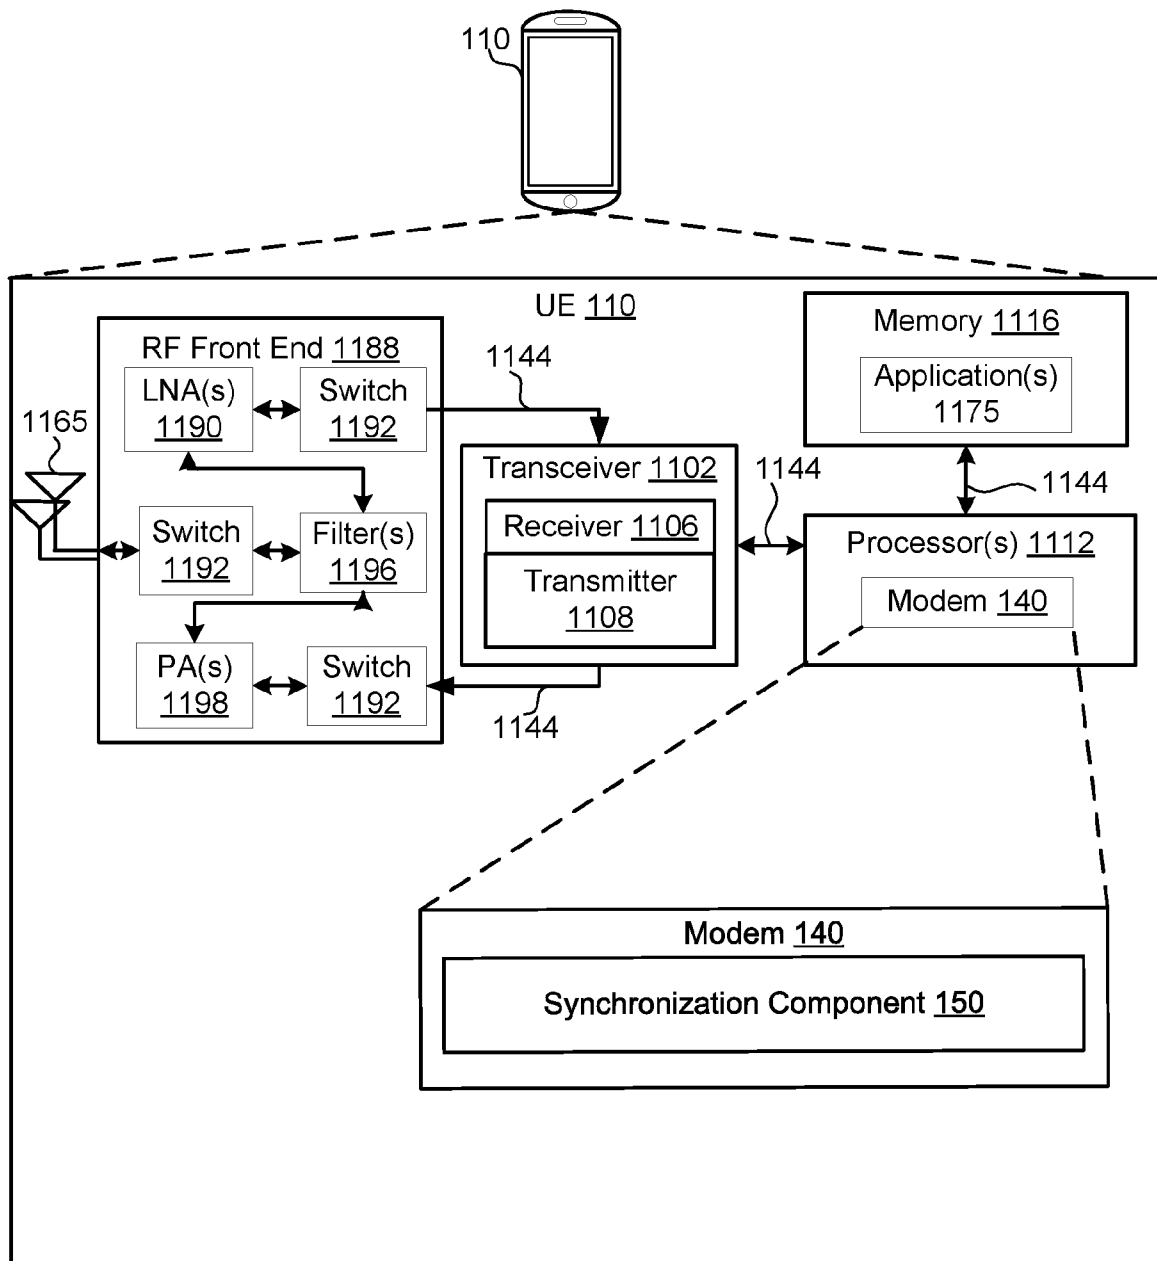 110
UE 110
RF Front End 1188
LNA(s)
1190
Switch
1192
1144
1165
Switch
1192
Filter(s)
1196
PA(s)
1198
Switch
1192
1144
Transceiver 1102
Receiver 1106
Transmitter
1108
1144
Memory 1116
Application(s)
1175
1144
Processor(s) 1112
Modem 140
Modem 140
Synchronization Component 150